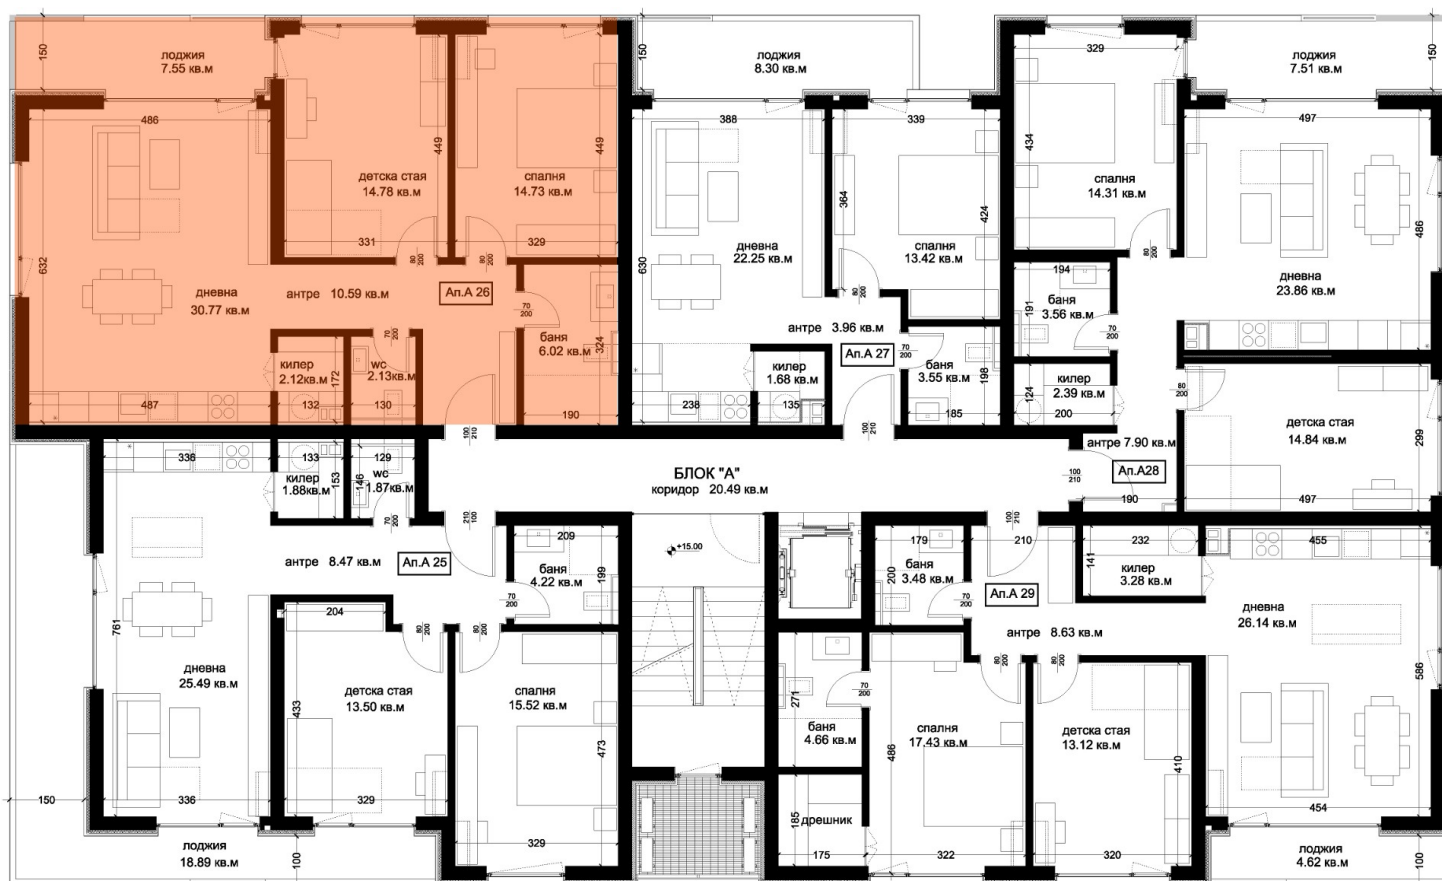 150
лоджия
7.55 кв.м
486
449
детска стая
14.78 кв.м
331
449
спалня
14.73 кв.м
329
632
дневна
30.77 кв.м
антре 10.59 кв.м
Ап.А 26
80
200
80
200
70
200
баня
6.02 кв.м
324
190
килер
2.12кв.м
172
132
wc
2.13кв.м
130
70
200
487
100
210
150
лоджия
8.30 кв.м
388
339
364
424
спалня
13.42 кв.м
630
дневна
22.25 кв.м
антре 3.96 кв.м
80
200
Ап.А 27
70
200
баня
3.55 кв.м
198
185
килер
1.68 кв.м
135
238
100
210
329
434
спалня
14.31 кв.м
лоджия
7.51 кв.м
150
497
486
дневна
23.86 кв.м
80
200
194
191
баня
3.56 кв.м
70
200
килер
2.39 кв.м
124
200
80
200
детска стая
14.84 кв.м
299
497
антре 7.90 кв.м
Ап.А28
100
210
190
БЛОК "А"
коридор 20.49 кв.м
336
133
килер
1.88кв.м
153
129
146
wc
1.87кв.м
70
200
210
100
антре 8.47 кв.м
Ап.А 25
209
баня
4.22 кв.м
199
70
200
761
204
80
200
80
200
дневна
25.49 кв.м
433
детска стая
13.50 кв.м
спалня
15.52 кв.м
473
150
336
329
329
лоджия
18.89 кв.м
100
+15.00
179
баня
3.48 кв.м
200
100
210
210
70
200
Ап.А 29
232
141
килер
3.28 кв.м
455
дневна
26.14 кв.м
586
антре 8.63 кв.м
80
200
80
200
271
70
200
баня
4.66 кв.м
спалня
17.43 кв.м
486
детска стая
13.12 кв.м
410
185
дрешник
175
322
320
454
лоджия
4.62 кв.м
100